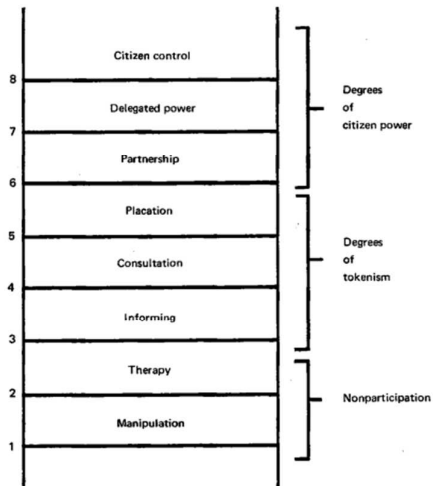 Citizen control
8
Delegated power
7
Partnership
6
Placation
5
Consultation
4
Informing
3
Therapy
2
Manipulation
1
Degrees
of
citizen power
Degrees
of
tokenism
Nonparticipation